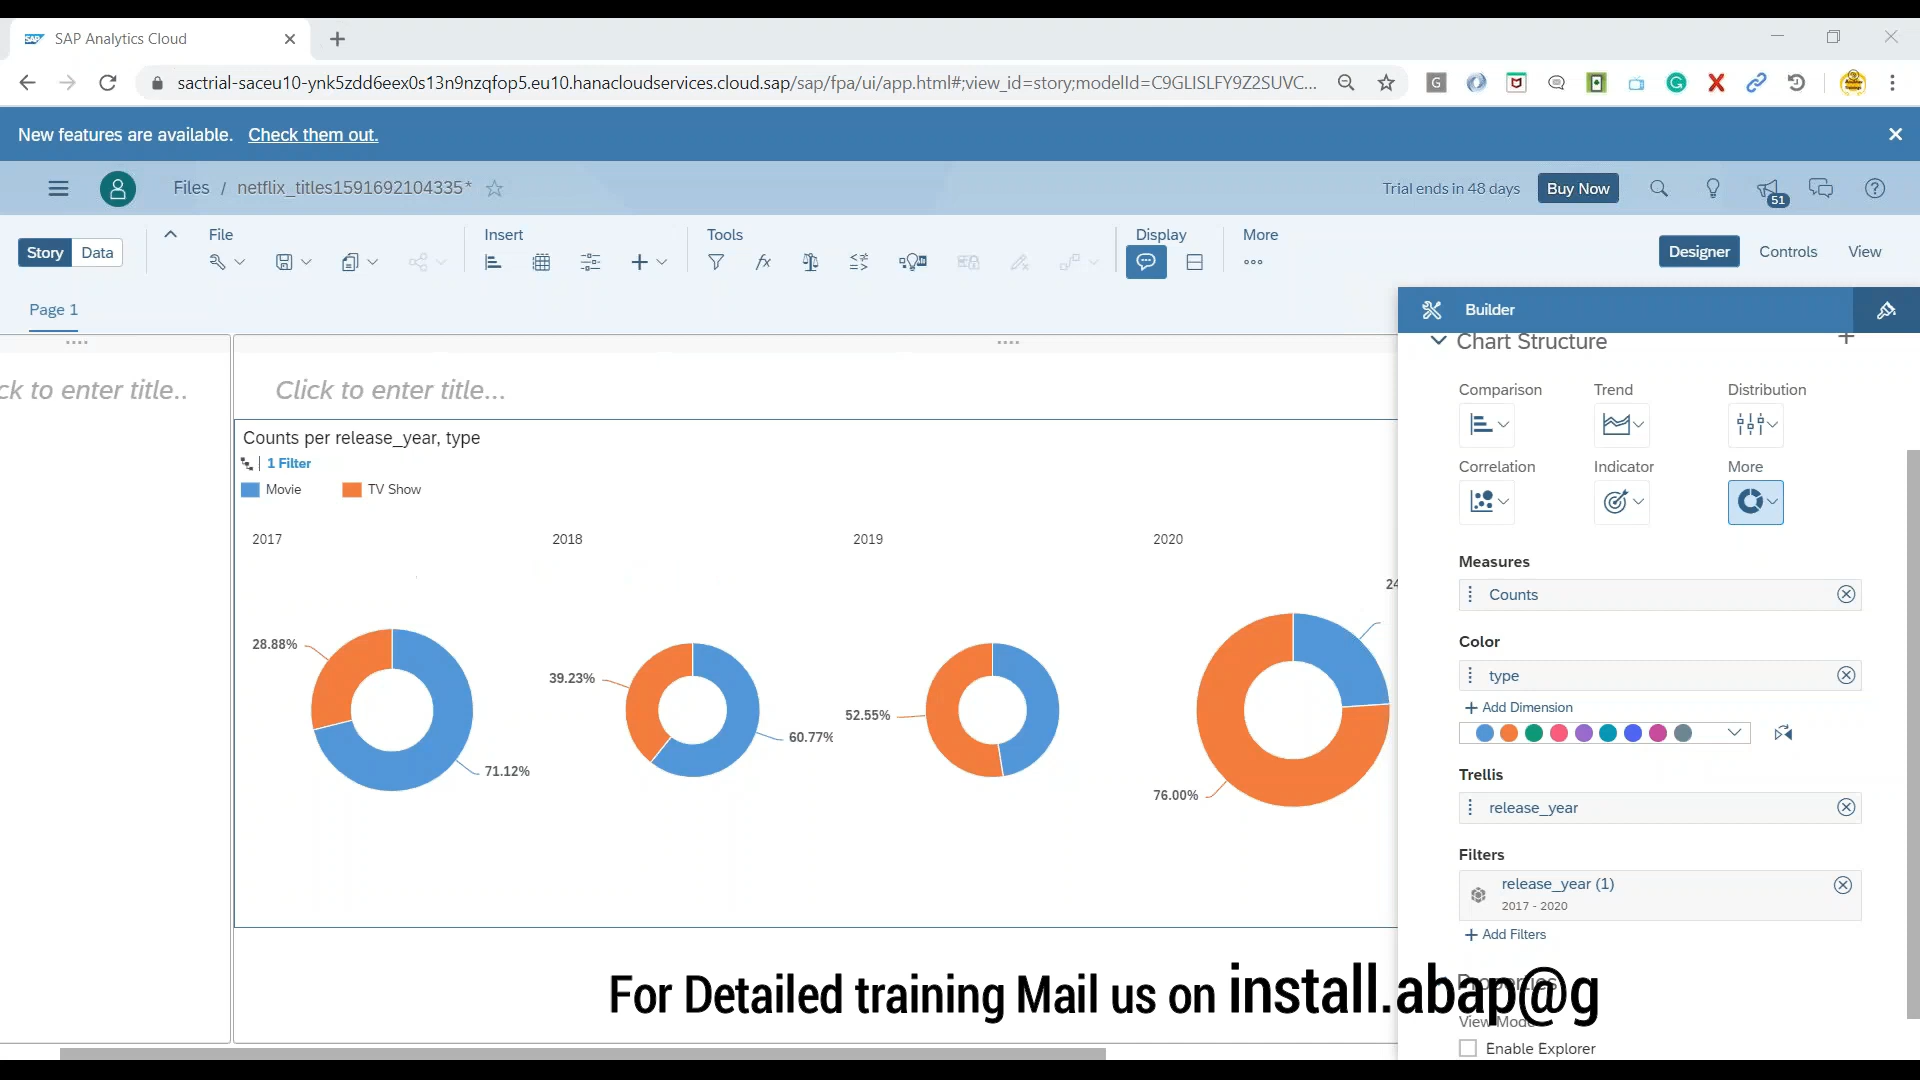 SAP Analytics Cloud
sactrial-saceu10-ynk5zdd6eex0s13n9nzqfop5.eu10.hanacloudservices.cloud.sap/sap/fpa/ui/app.html#;view_id=story;modelId=C9GLISLFY9Z2SUVC...
New features are available. Check them out.
Files / netflix_titles1591692104335*
Trial ends in 48 days
Buy Now
51
Story Data
File
Insert
Tools
Display
More
Designer Controls View
Page 1
ck to enter title..
Click to enter title...
Counts per release_year, type
1 Filter
Movie TV Show
2017 2018 2019 2020
28.88%
71.12%
39.23%
60.77%
52.55%
24
76.00%
Builder
Chart Structure
Comparison Trend Distribution
Correlation Indicator More
Measures
Counts
Color
type
+ Add Dimension
Trellis
release_year
Filters
release_year (1)
2017 - 2020
+ Add Filters
Properties
View Mode
Enable Explorer
For Detailed training Mail us on install.abap@g